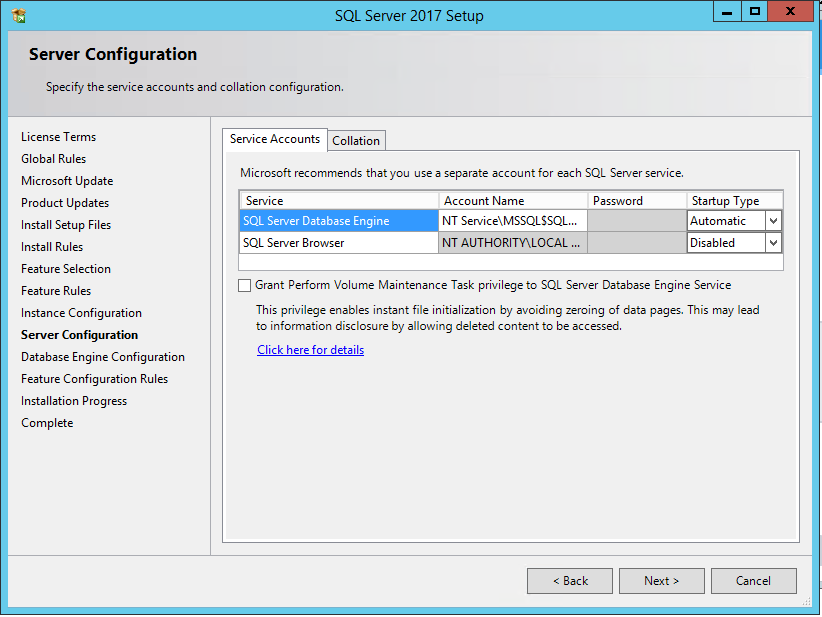 SQL Server 2017 Setup
Server Configuration
Specify the service accounts and collation configuration.
License Terms
Global Rules
Microsoft Update
Product Updates
Install Setup Files
Install Rules
Feature Selection
Feature Rules
Instance Configuration
Server Configuration
Database Engine Configuration
Feature Configuration Rules
Installation Progress
Complete
Service Accounts Collation
Microsoft recommends that you use a separate account for each SQL Server service.
Service Account Name Password Startup Type
SQL Server Database Engine NT Service\MSSQL$SQL... Automatic
SQL Server Browser NT AUTHORITY\LOCAL ... Disabled
Grant Perform Volume Maintenance Task privilege to SQL Server Database Engine Service
This privilege enables instant file initialization by avoiding zeroing of data pages. This may lead
to information disclosure by allowing deleted content to be accessed.
Click here for details
< Back Next > Cancel